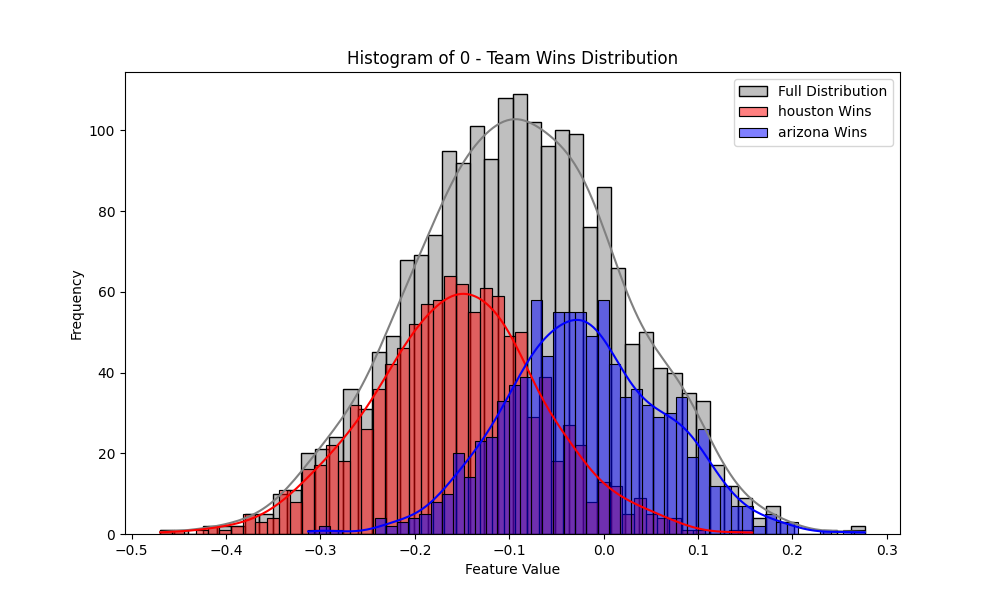 Histogram of 0 - Team Wins Distribution
Full Distribution
houston Wins
arizona Wins
Frequency
100
80
60
40
20
0
−0.5
−0.4
−0.3
−0.2
−0.1
0.0
0.1
0.2
0.3
Feature Value